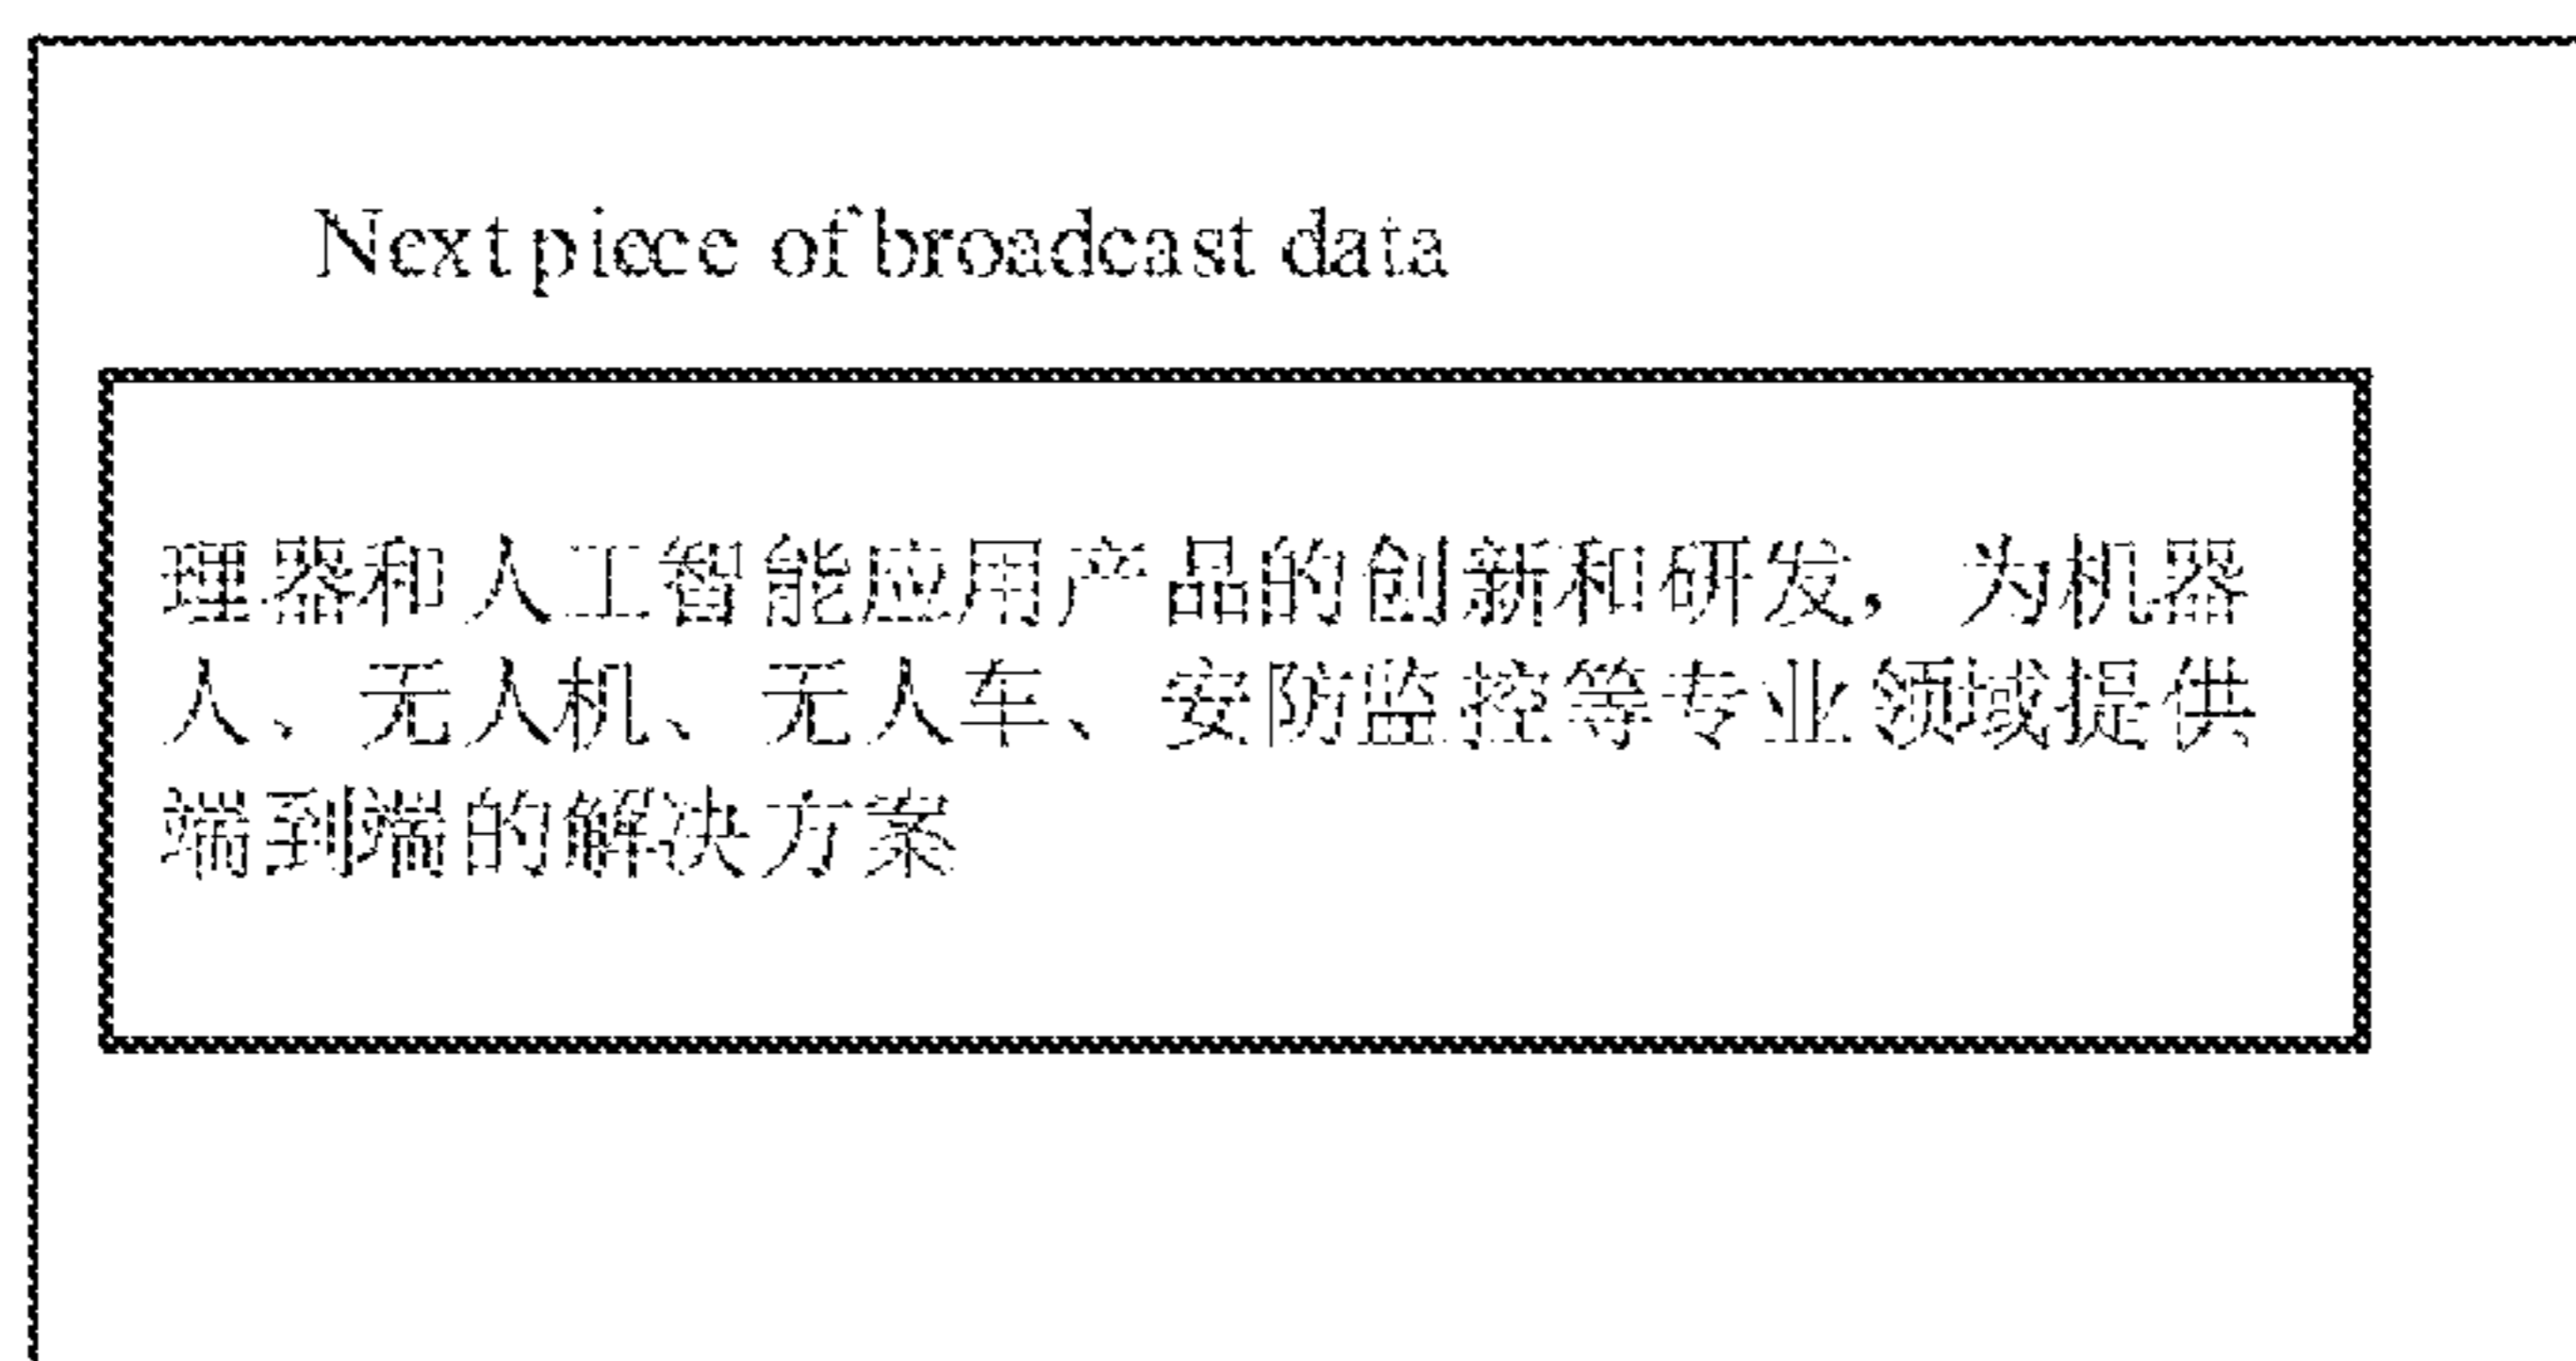 Next piece of broadcast data
理器和人工智能应用产品的创新和研发，为机器
人、无人机、无人车、安防监控等专业领域提供
端到端的解决方案